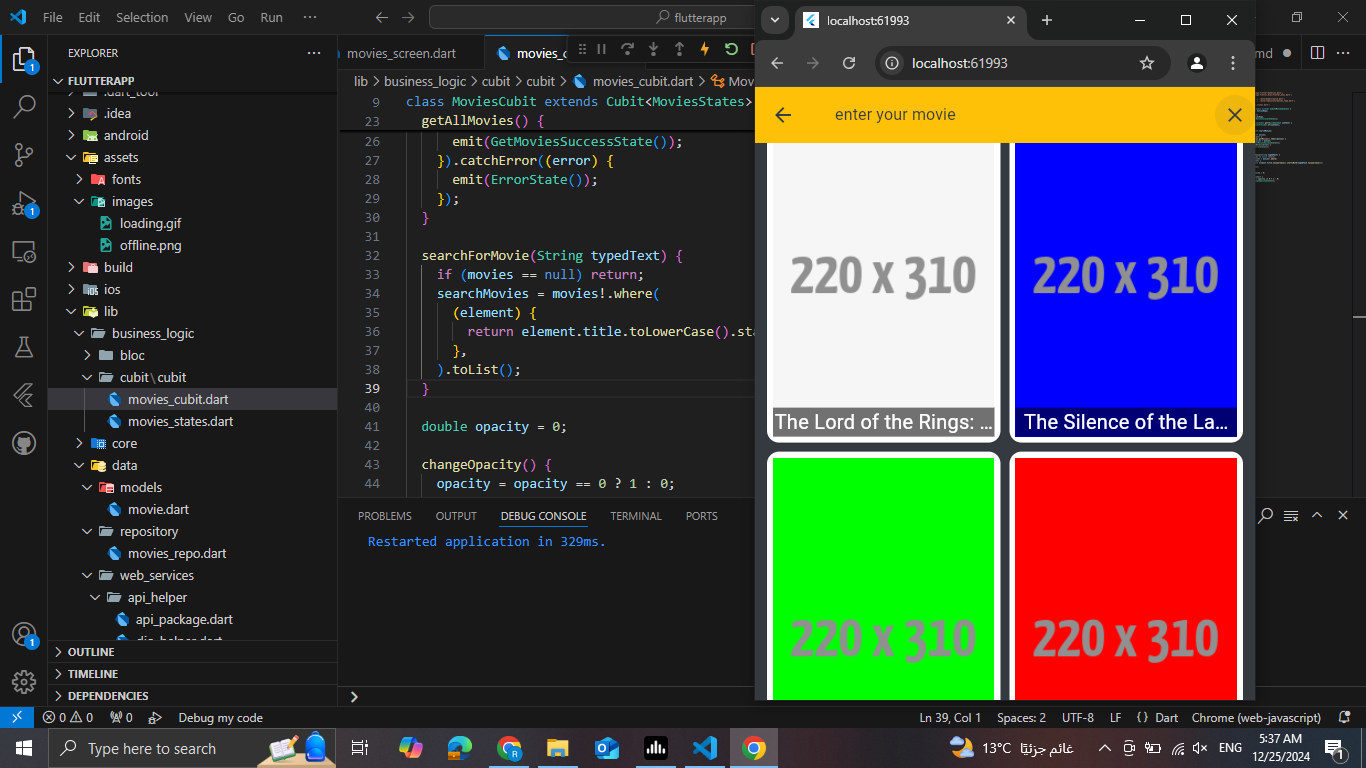 File Edit Selection View Go Run ···
flutterapp
localhost:61993
EXPLORER
···
movies_screen.dart
movies_c
md
···
localhost:61993
FLUTTERAPP
.dart_tool
.idea
android
assets
fonts
images
loading.gif
offline.png
build
ios
lib
business_logic
bloc
cubit\cubit
movies_cubit.dart
movies_states.dart
core
data
models
movie.dart
repository
movies_repo.dart
web_services
api_helper
api_package.dart
dio_helper.dart
OUTLINE
TIMELINE
DEPENDENCIES
lib > business_logic > cubit > cubit > movies_cubit.dart > Mov
9 class MoviesCubit extends Cubit<MoviesStates>
23 getAllMovies() {
26 emit(GetMoviesSuccessState());
27 }).catchError((error) {
28 emit(ErrorState());
29 });
30 }
31
32 searchForMovie(String typedText) {
33 if (movies == null) return;
34 searchMovies = movies!.where(
35 (element) {
36 return element.title.toLowerCase().sta
37 },
38 ).toList();
39 }
40
41 double opacity = 0;
42
43 changeOpacity() {
44 opacity = opacity == 0 ? 1 : 0;
PROBLEMS OUTPUT DEBUG CONSOLE TERMINAL PORTS
Restarted application in 329ms.
enter your movie
220 x 310
220 x 310
The Lord of the Rings: ...
The Silence of the La...
220 x 310
220 x 310
0 0 0 Debug my code
Ln 39, Col 1 Spaces: 2 UTF-8 LF {} Dart Chrome (web-javascript)
Type here to search
13°C غائم جزئيًا
ENG
5:37 AM
12/25/2024
1